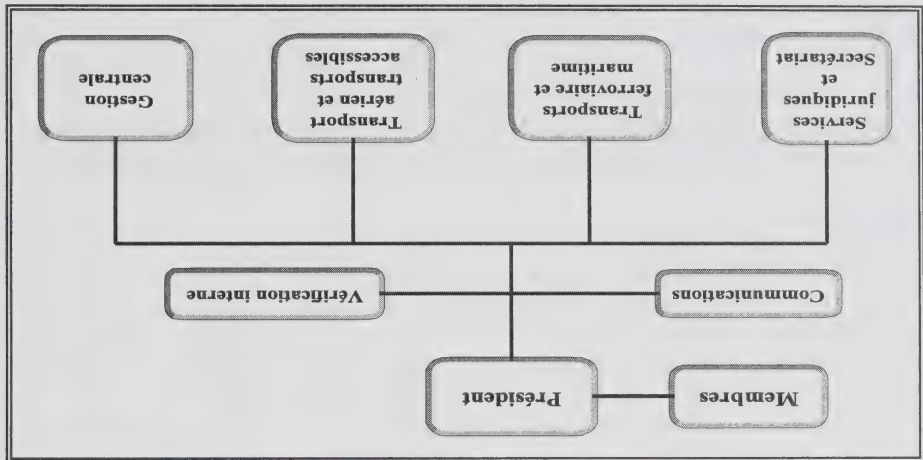 Membres
Président
Communications
Vérification interne
Services
juridiques
et
Secrétariat
Transports
ferroviaire et
maritime
Transport
aérien et
transports
accessibles
Gestion
centrale